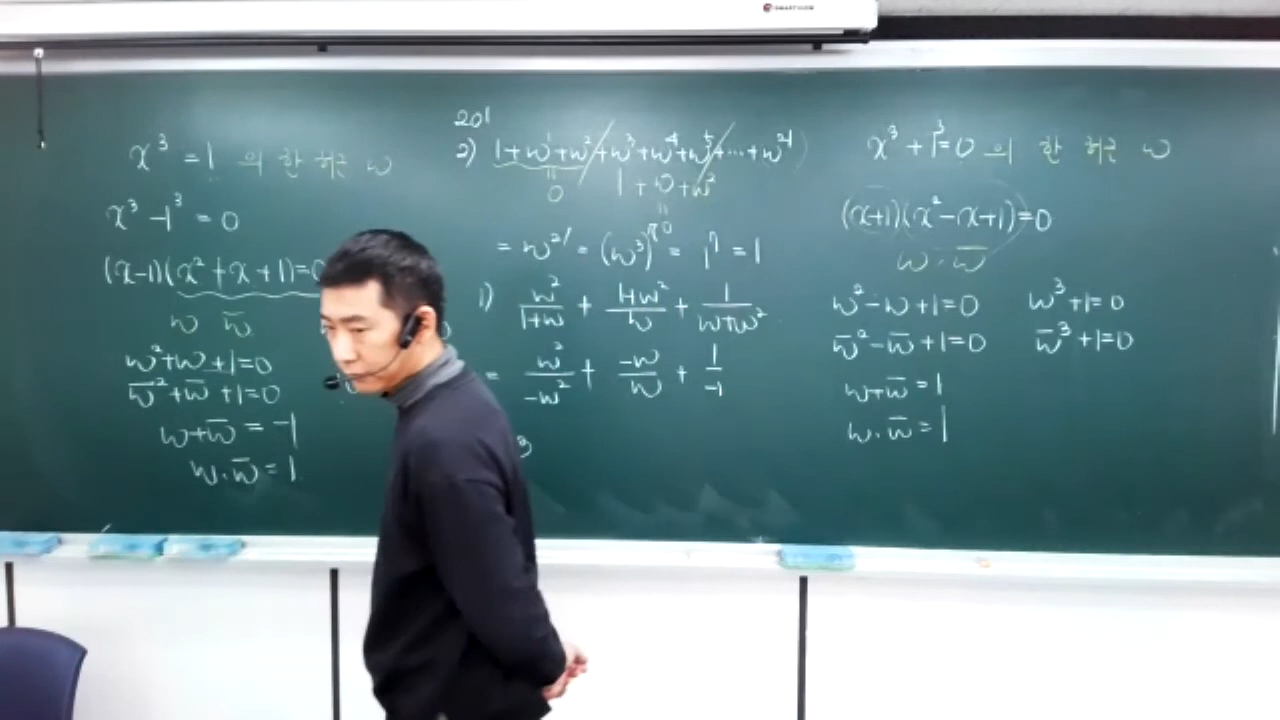 SMARTVIEW
x³ = 1 의 한 허근 ω
x³ - 1³ = 0
(x-1)(x² + x + 1) = 0
ω ω̅
ω² + ω + 1 = 0
ω̅² + ω̅ + 1 = 0
ω + ω̅ = -1
ω · ω̅ = 1
201
2) 1 + ω¹ + ω² + ω³ + ω⁴ + ω⁵ + ... + ω²¹
0
1 + ω + ω²
0
= ω²¹ = (ω³)⁷ = 1⁷ = 1
1) ω²/(1+ω) + (1+ω²)/ω + 1/(ω+ω²)
= ω²/(-ω²) + (-ω)/ω + 1/(-1)
3
x³ + 1³ = 0 의 한 허근 ω
(x+1)(x² - x + 1) = 0
ω · ω̅
ω² - ω + 1 = 0 ω³ + 1 = 0
ω̅² - ω̅ + 1 = 0 ω̅³ + 1 = 0
ω + ω̅ = 1
ω · ω̅ = 1